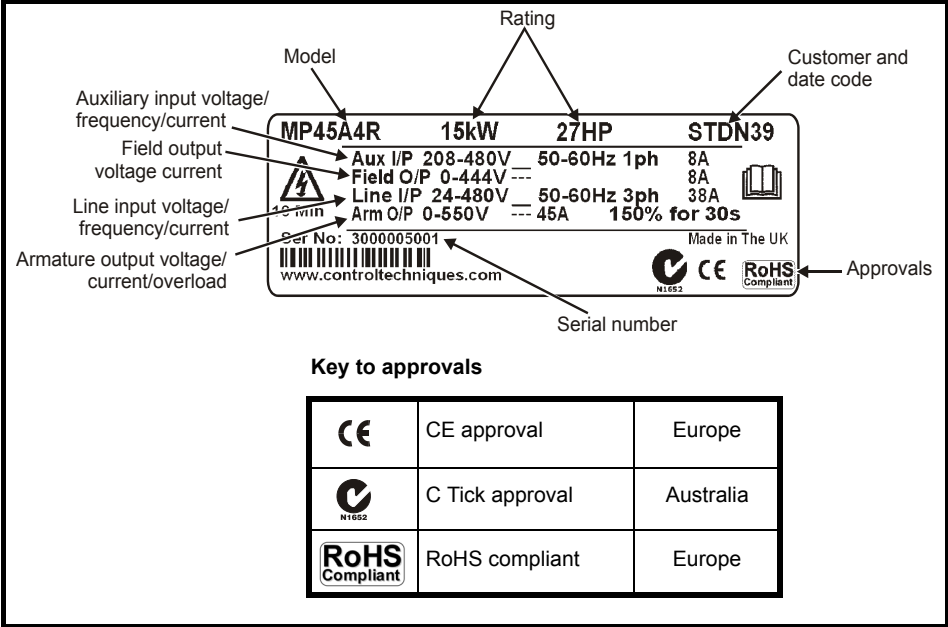 Rating
Model
Customer and
date code
Auxiliary input voltage/
frequency/current
Field output
voltage current
Line input voltage/
frequency/current
Armature output voltage/
current/overload
MP45A4R 15kW 27HP STDN39
Aux I/P 208-480V 50-60Hz 1ph 8A
Field O/P 0-444V --- 8A
Line I/P 24-480V 50-60Hz 3ph 38A
Arm O/P 0-550V --- 45A 150% for 30s
Min
Ser No: 3000005001 Made in The UK
www.controltechniques.com
N1652
CE
RoHS
Compliant
Approvals
Serial number
Key to approvals
CE CE approval Europe
N1652 C Tick approval Australia
RoHS
Compliant
RoHS compliant Europe